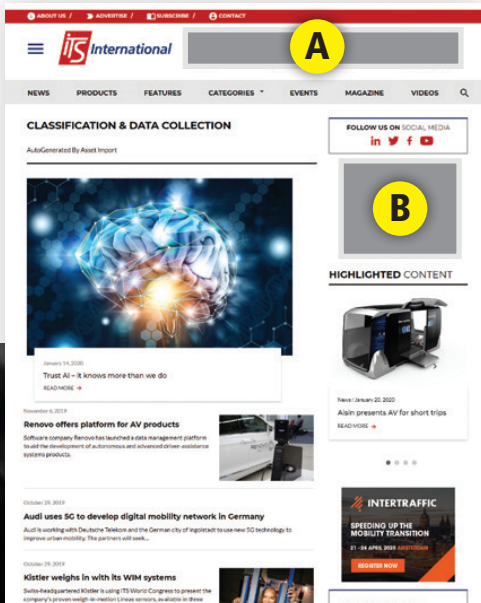 ABOUT US / ADVERTISE / SUBSCRIBE / CONTACT
iTS International
A
NEWS PRODUCTS FEATURES CATEGORIES EVENTS MAGAZINE VIDEOS
CLASSIFICATION & DATA COLLECTION
AutoGenerated By Asset Import
January 14, 2020
Trust AI – it knows more than we do
READ MORE
November 6, 2019
Renovo offers platform for AV products
Software company Renovo has launched a data management platform
to aid the development of autonomous and advanced driver-assistance
systems products.
October 29, 2019
Audi uses 5G to develop digital mobility network in Germany
Audi is working with Deutsche Telekom and the German city of Ingolstadt to use new 5G technology to
improve urban mobility. The partners will seek...
October 29, 2019
Kistler weighs in with its WIM systems
Swiss-headquartered Kistler is using ITS World Congress to present the
company's proven weigh-in-motion Lineas sensors, available in three
FOLLOW US ON SOCIAL MEDIA
B
HIGHLIGHTED CONTENT
News / January 20, 2020
Aisin presents AV for short trips
READ MORE
INTERTRAFFIC
SPEEDING UP THE
MOBILITY TRANSITION
21 - 24 APRIL 2020 AMSTERDAM
REGISTER NOW